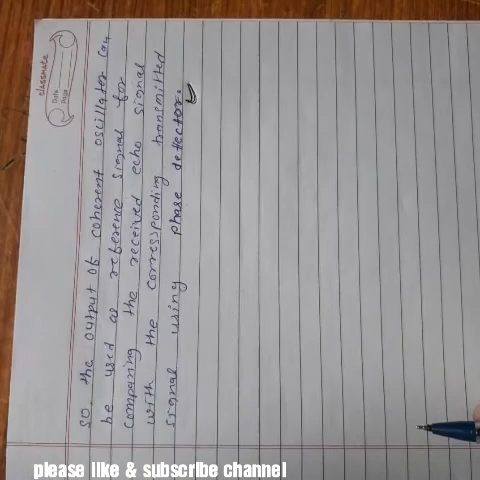 classmate
Date
Page
so, the output of coherent oscillator can
be used as reference signal for
comparing the received echo signal
with the corresponding transmitted
signal using phase detector.
please like & subscribe channel